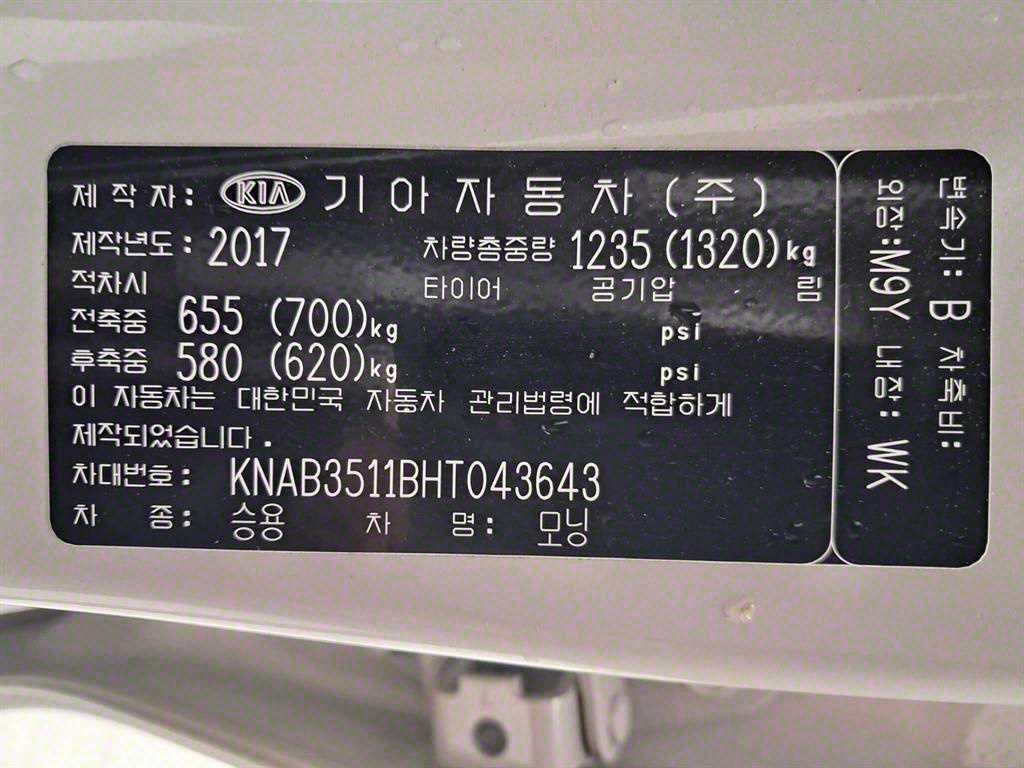 제 작 자: KIA 기 아 자 동 차 (주)
제작년도: 2017 차량총중량 1235 (1320)kg
적차시 타이어 공기압 림
전축중 655 (700)kg psi
후축중 580 (620)kg psi
이 자동차는 대한민국 자동차 관리법령에 적합하게
제작되었습니다.
차대번호: KNAB3511BHT043643
차 종: 승용 차 명: 모닝
변속기: B 차축비:
외장:M9Y 내장: WK